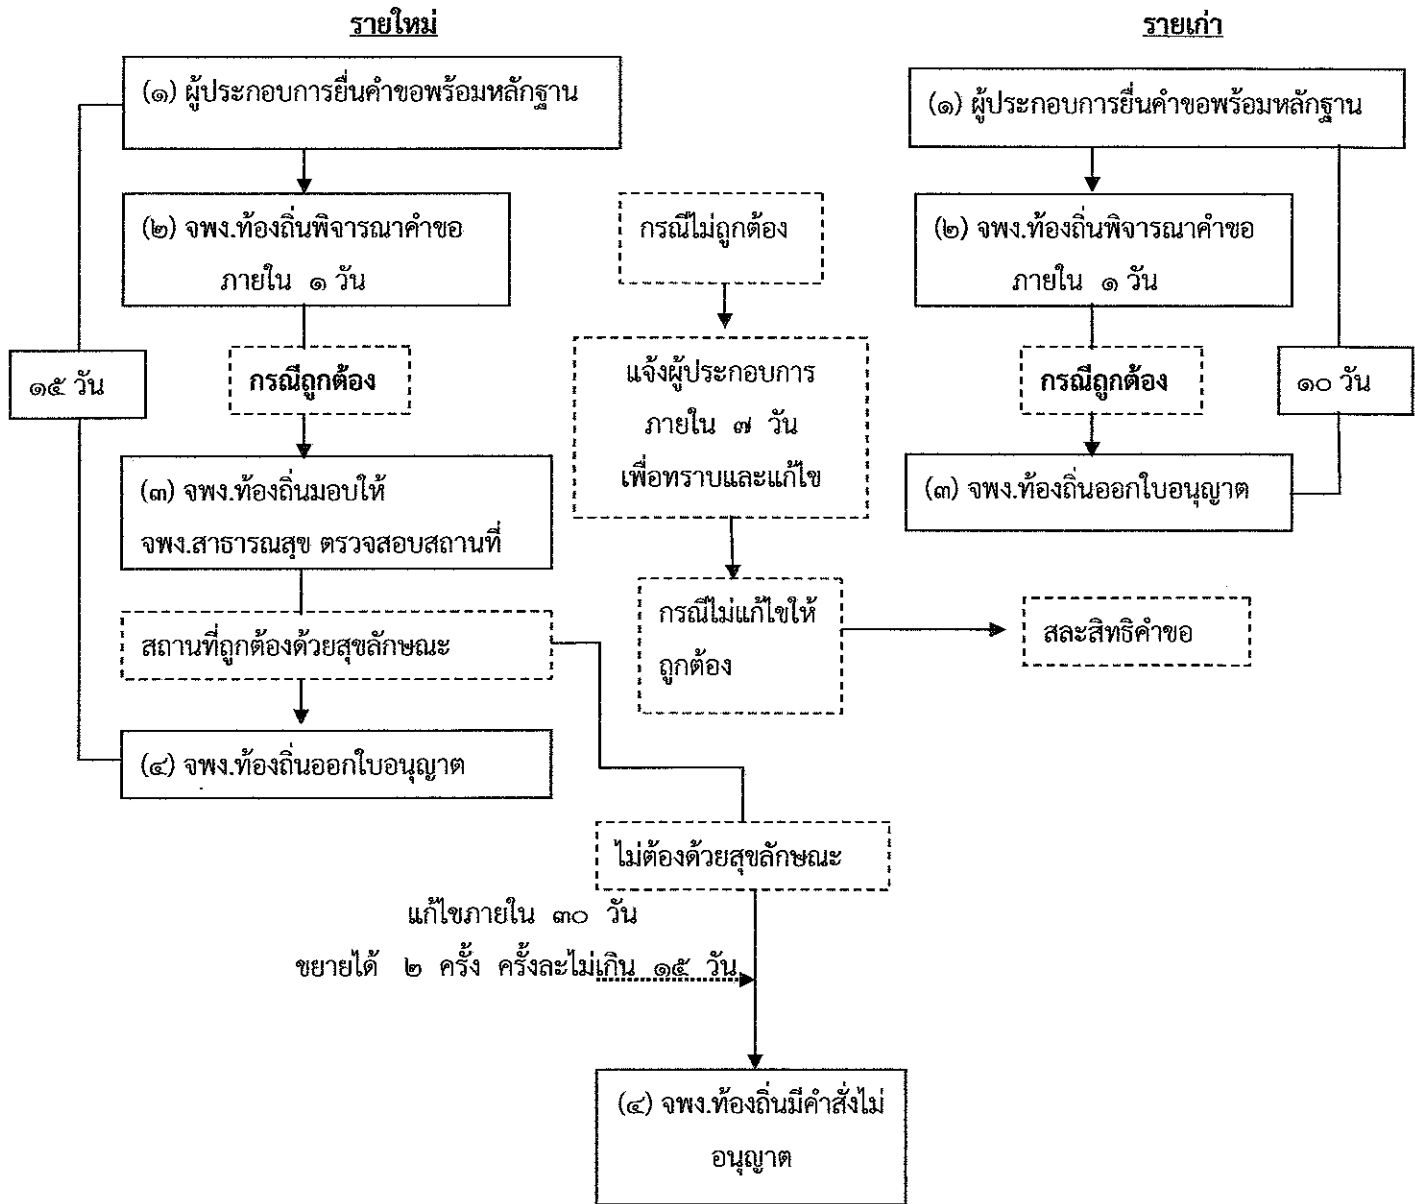 รายใหม่
(๑) ผู้ประกอบการยื่นคำขอพร้อมหลักฐาน
(๒) จพง.ท้องถิ่นพิจารณาคำขอ
ภายใน ๑ วัน
กรณีถูกต้อง
๑๕ วัน
(๓) จพง.ท้องถิ่นมอบให้
จพง.สาธารณสุข ตรวจสอบสถานที่
สถานที่ถูกต้องด้วยสุขลักษณะ
(๔) จพง.ท้องถิ่นออกใบอนุญาต
กรณีไม่ถูกต้อง
แจ้งผู้ประกอบการ
ภายใน ๗ วัน
เพื่อทราบและแก้ไข
กรณีไม่แก้ไขให้
ถูกต้อง
สละสิทธิคำขอ
รายเก่า
(๑) ผู้ประกอบการยื่นคำขอพร้อมหลักฐาน
(๒) จพง.ท้องถิ่นพิจารณาคำขอ
ภายใน ๑ วัน
กรณีถูกต้อง
๑๐ วัน
(๓) จพง.ท้องถิ่นออกใบอนุญาต
ไม่ต้องด้วยสุขลักษณะ
แก้ไขภายใน ๓๐ วัน
ขยายได้ ๒ ครั้ง ครั้งละไม่เกิน ๑๕ วัน
(๔) จพง.ท้องถิ่นมีคำสั่งไม่
อนุญาต